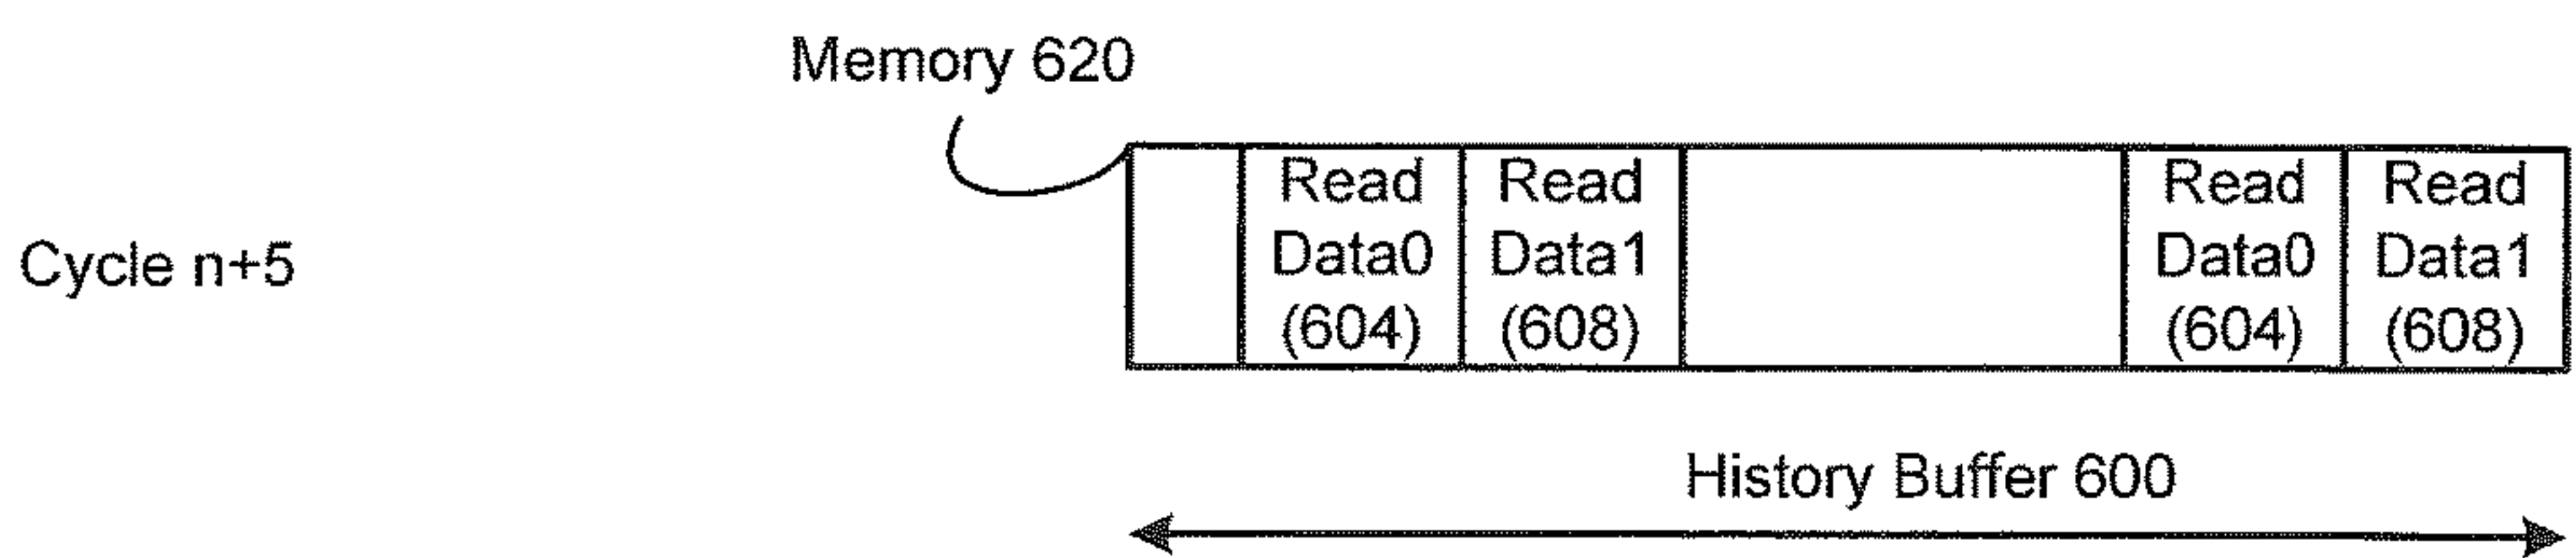 Memory 620
Cycle n+5
Read Data0 (604)
Read Data1 (608)
Read Data0 (604)
Read Data1 (608)
History Buffer 600